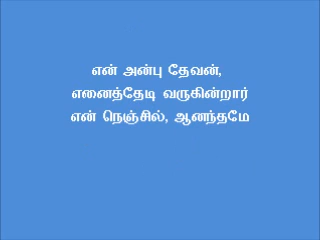 என் அன்பு தேவன்,
எனைத்தேடி வருகின்றார்
என் நெஞ்சில், ஆனந்தமே